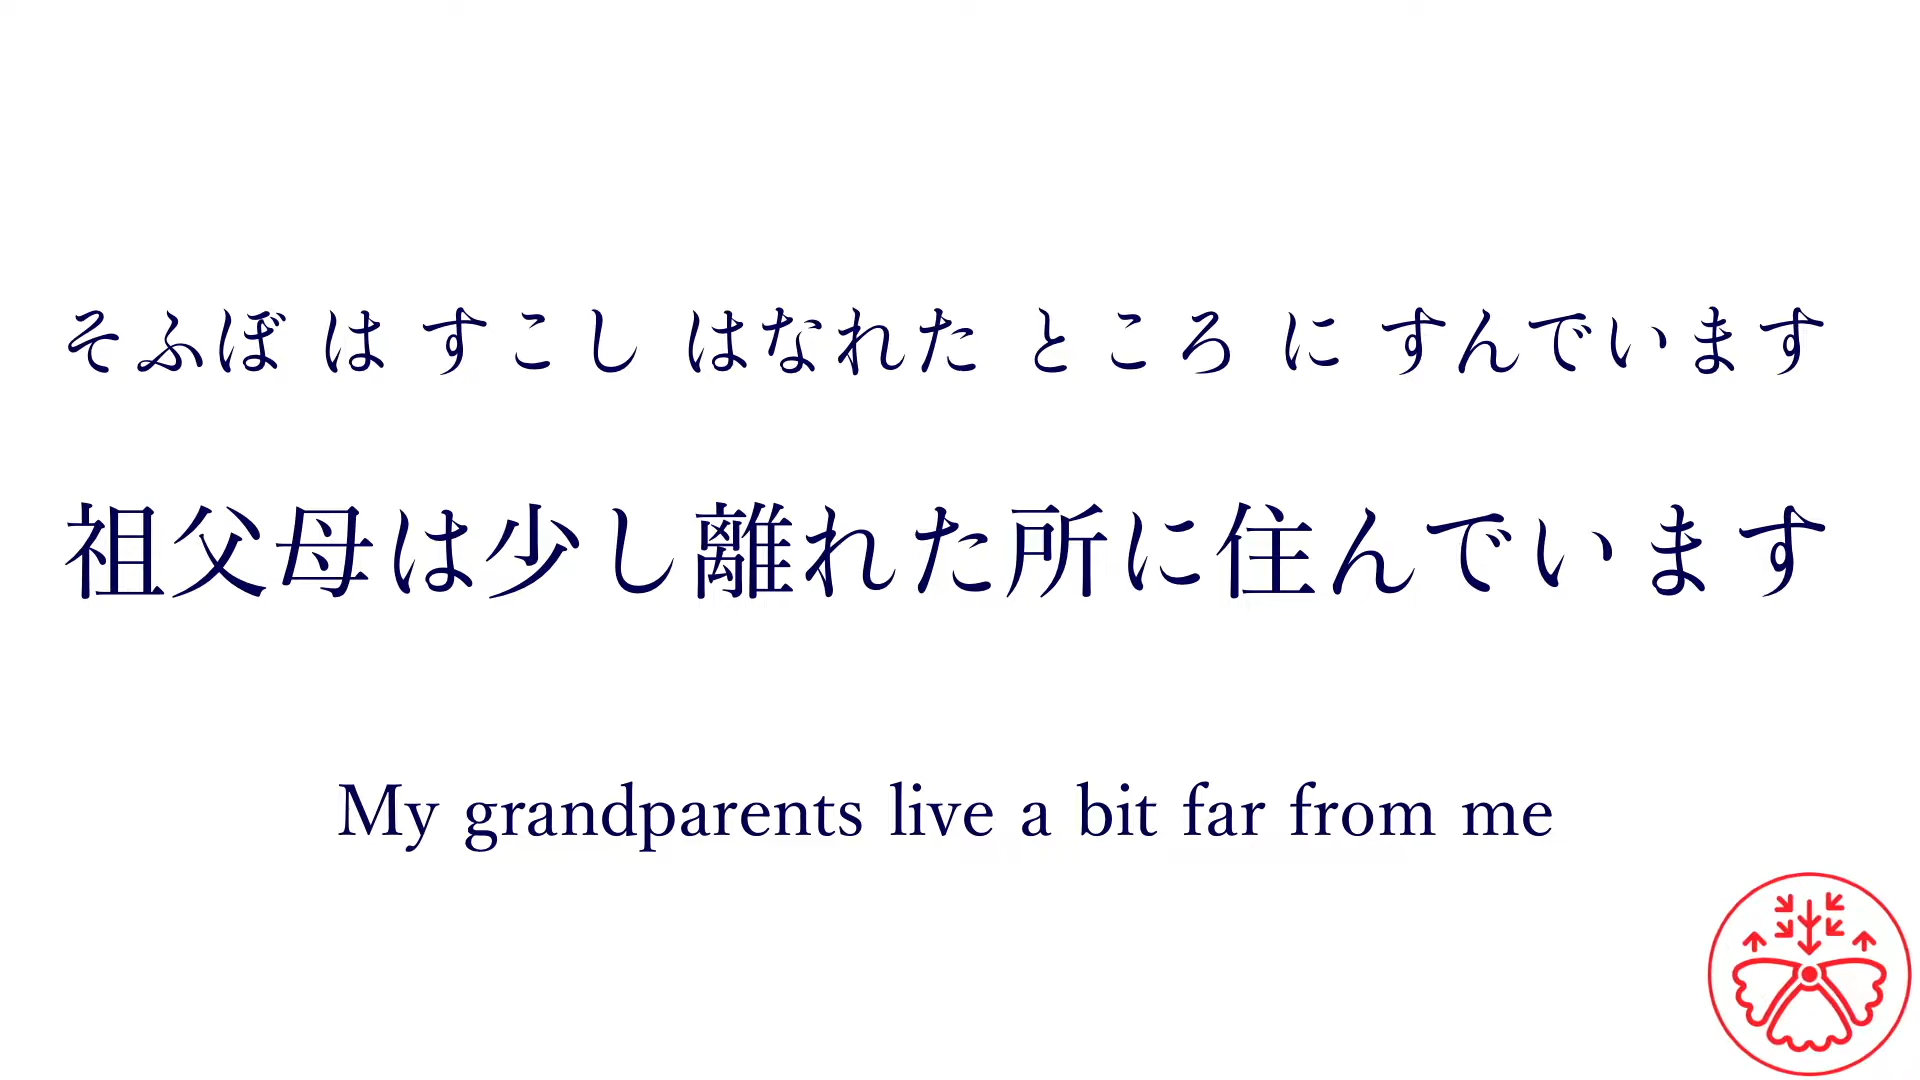 そふぼ は すこし はなれた ところ に すんでいます
祖父母は少し離れた所に住んでいます
My grandparents live a bit far from me